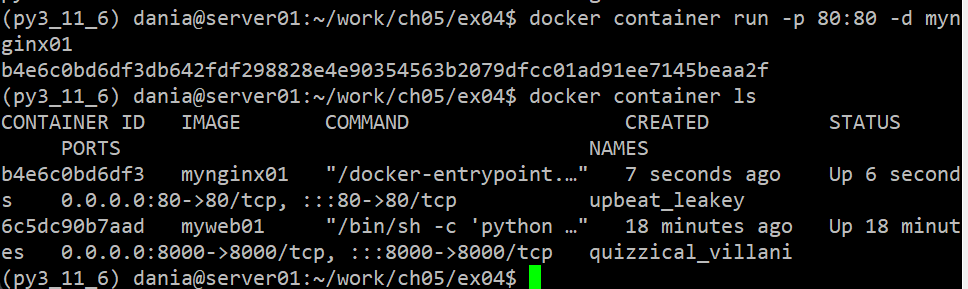 (py3_11_6) dania@server01:~/work/ch05/ex04$ docker container run -p 80:80 -d myn
ginx01
b4e6c0bd6df3db642fdf298828e4e90354563b2079dfcc01ad91ee7145beaa2f
(py3_11_6) dania@server01:~/work/ch05/ex04$ docker container ls
CONTAINER ID   IMAGE       COMMAND                  CREATED          STATUS
     PORTS                                       NAMES
b4e6c0bd6df3   mynginx01   "/docker-entrypoint.…"   7 seconds ago    Up 6 second
s    0.0.0.0:80->80/tcp, :::80->80/tcp           upbeat_leakey
6c5dc90b7aad   myweb01     "/bin/sh -c 'python …"   18 minutes ago   Up 18 minut
es   0.0.0.0:8000->8000/tcp, :::8000->8000/tcp   quizzical_villani
(py3_11_6) dania@server01:~/work/ch05/ex04$